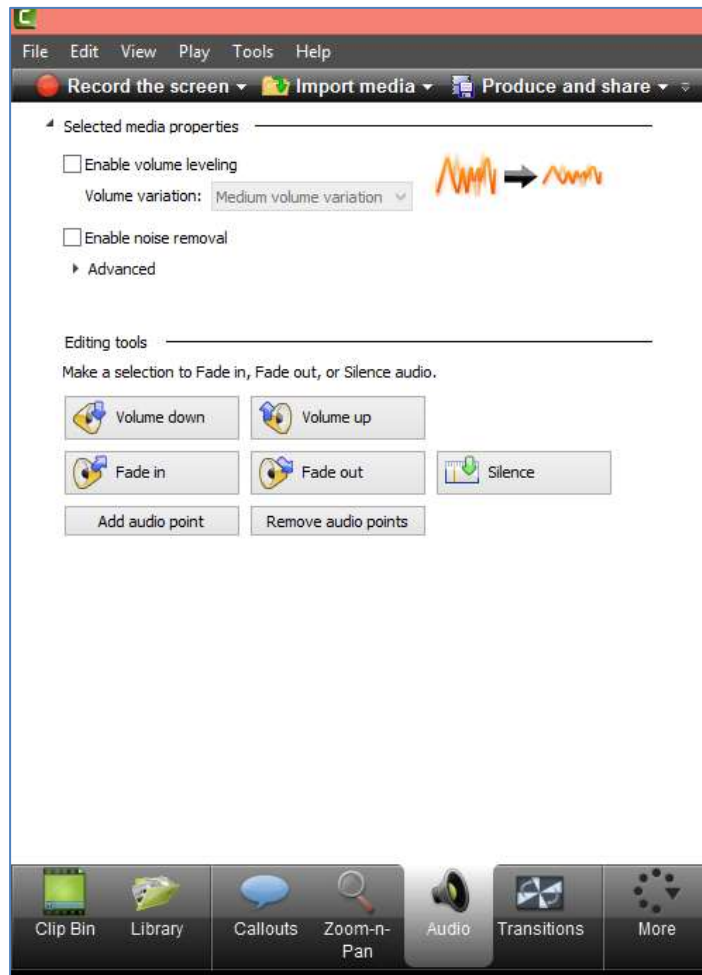 File Edit View Play Tools Help
Record the screen Import media Produce and share
Selected media properties
Enable volume leveling
Volume variation: Medium volume variation
Enable noise removal
Advanced
Editing tools
Make a selection to Fade in, Fade out, or Silence audio.
Volume down Volume up
Fade in Fade out Silence
Add audio point Remove audio points
Clip Bin Library Callouts Zoom-n- Audio Transitions More
Pan